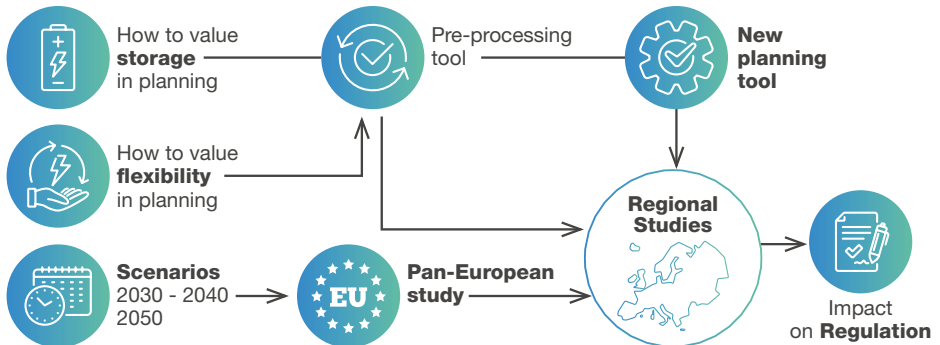 How to value
storage
in planning
Pre-processing
tool
New
planning
tool
How to value
flexibility
in planning
Regional
Studies
Scenarios
2030 - 2040
2050
EU
Pan-European
study
Impact
on Regulation